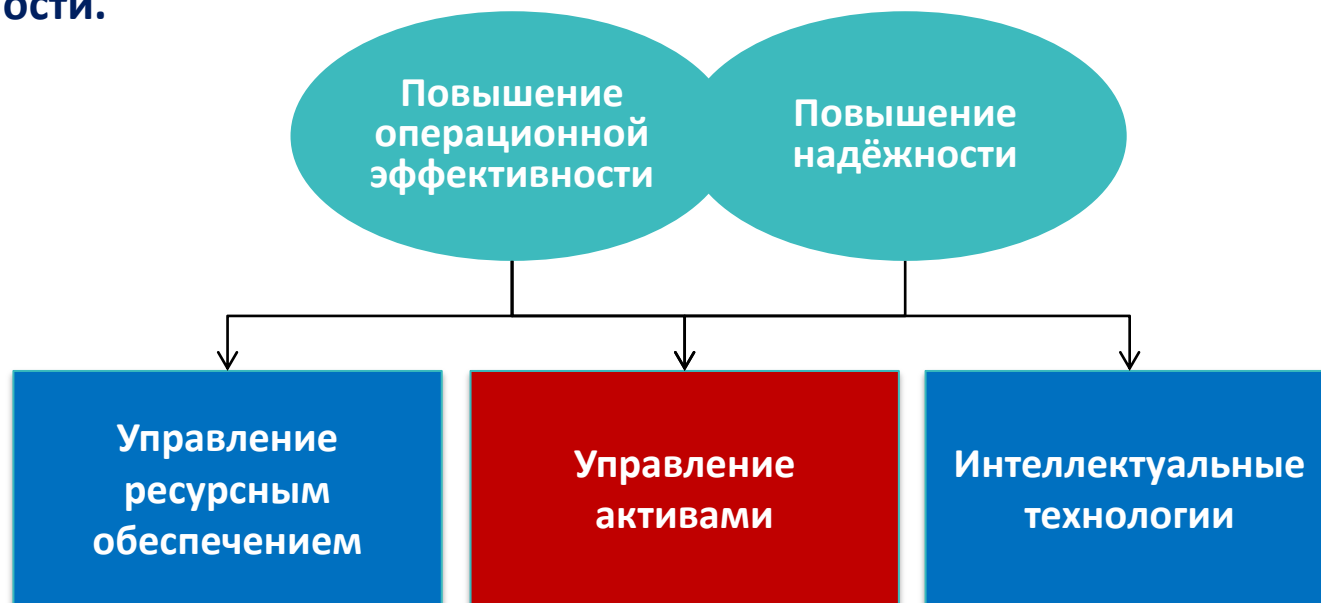 ости.
Повышение
операционной
эффективности
Повышение
надёжности
Управление
ресурсным
обеспечением
Управление
активами
Интеллектуальные
технологии